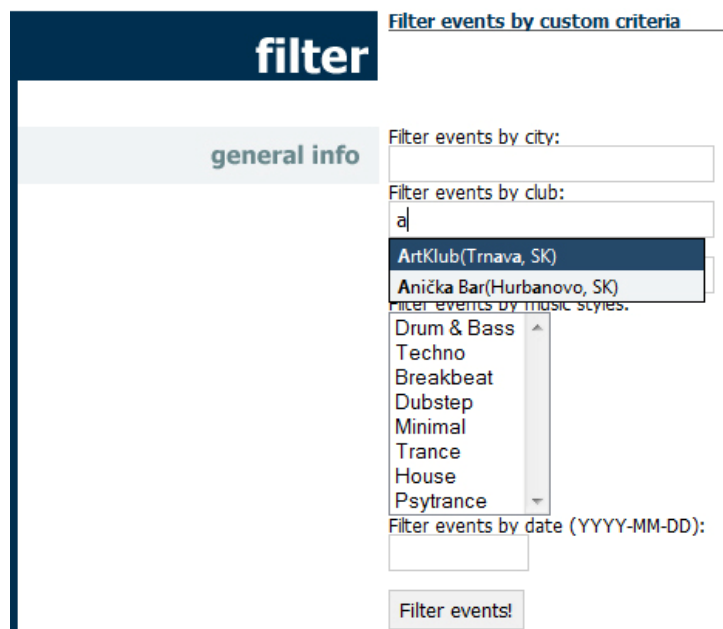 Filter events by custom criteria
filter
general info
Filter events by city:
Filter events by club:
a
ArtKlub(Trnava, SK)
Anička Bar(Hurbanovo, SK)
Filter events by music styles:
Drum & Bass
Techno
Breakbeat
Dubstep
Minimal
Trance
House
Psytrance
Filter events by date (YYYY-MM-DD):
Filter events!